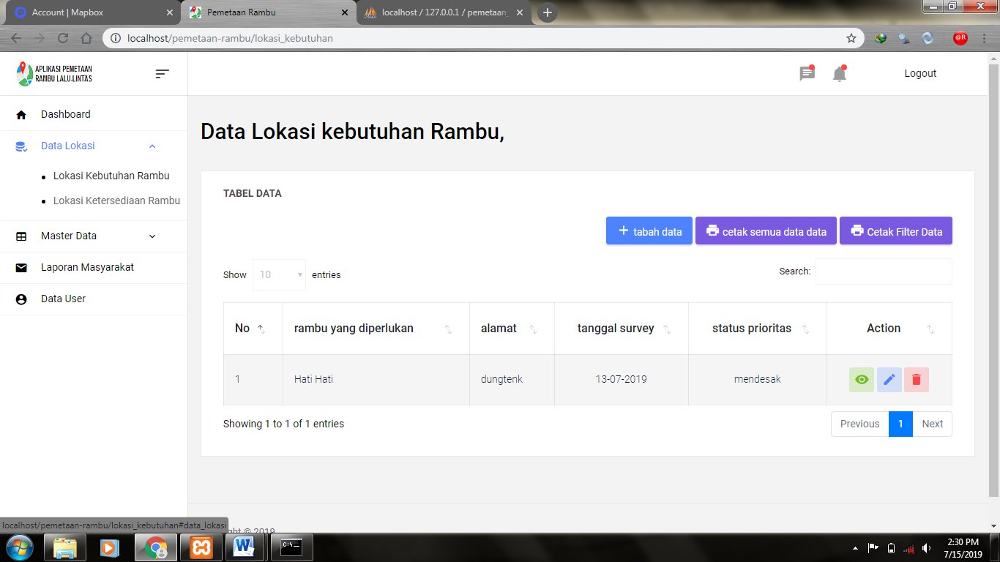 Account | Mapbox
Pemetaan Rambu
localhost / 127.0.0.1 / pemetaan_
localhost/pemetaan-rambu/lokasi_kebutuhan
@R
APLIKASI PEMETAAN
RAMBU LALU-LINTAS
Logout
Dashboard
Data Lokasi
Lokasi Kebutuhan Rambu
Lokasi Ketersediaan Rambu
Master Data
Laporan Masyarakat
Data User
Data Lokasi kebutuhan Rambu,
TABEL DATA
tabah data
cetak semua data data
Cetak Filter Data
Show 10 entries
Search:
No rambu yang diperlukan alamat tanggal survey status prioritas Action
1 Hati Hati dungtenk 13-07-2019 mendesak
Showing 1 to 1 of 1 entries
Previous 1 Next
ght © 2019
localhost/pemetaan-rambu/lokasi_kebutuhan#data_lokasi
C:\
2:30 PM
7/15/2019